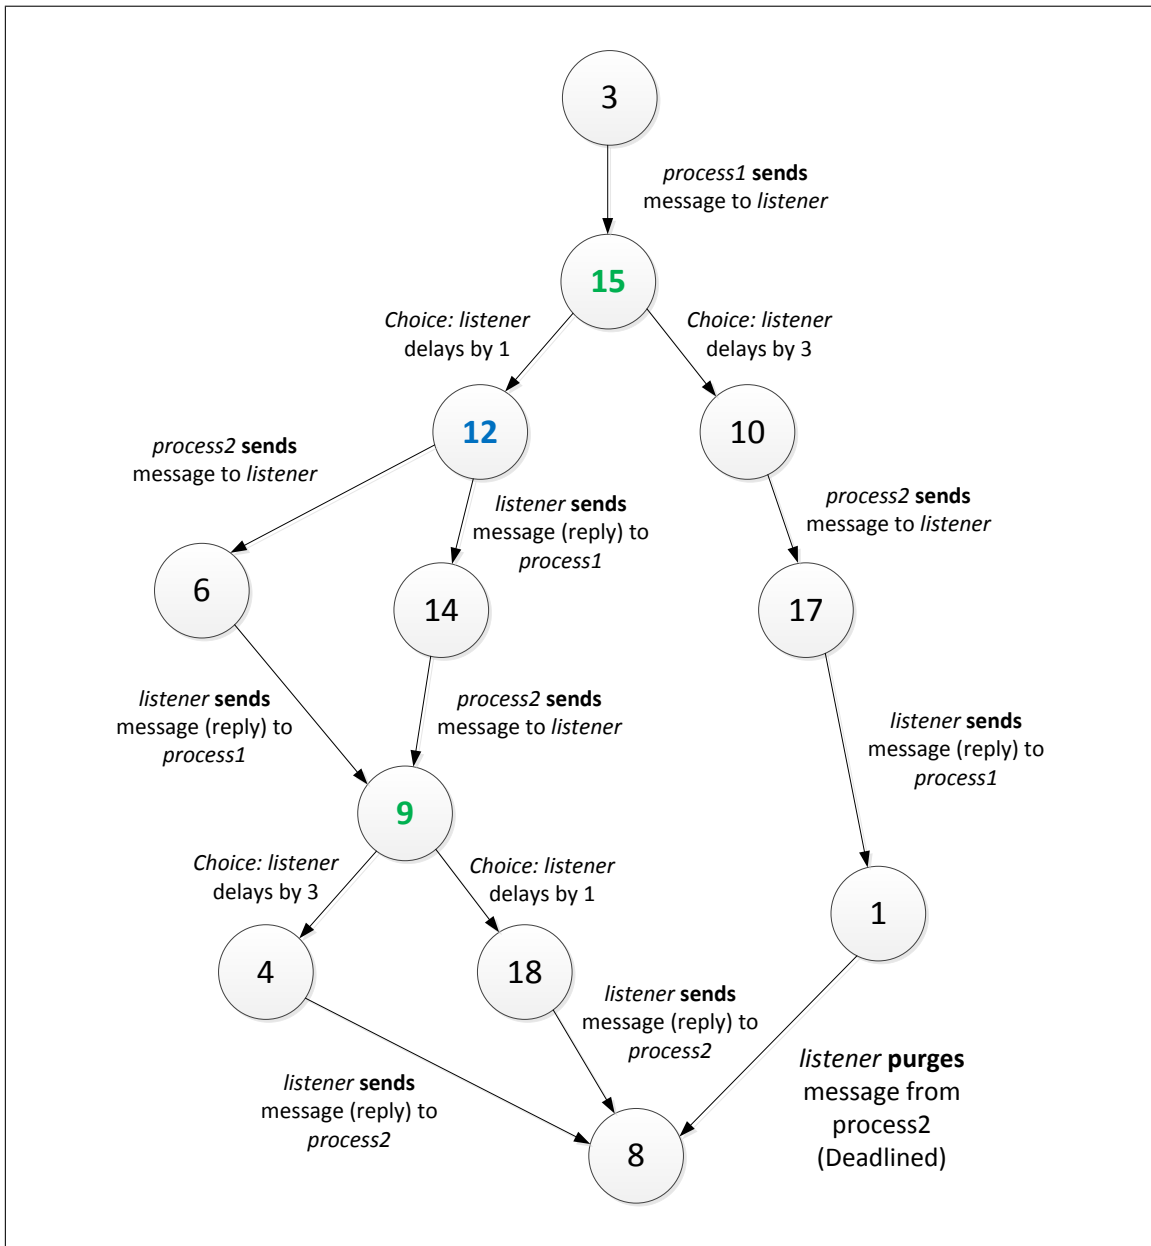 3
process1 sends
message to listener
15
Choice: listener
delays by 1
Choice: listener
delays by 3
12
10
process2 sends
message to listener
listener sends
message (reply) to
process1
process2 sends
message to listener
6
14
17
listener sends
message (reply) to
process1
process2 sends
message to listener
listener sends
message (reply) to
process1
9
Choice: listener
delays by 3
Choice: listener
delays by 1
1
4
18
listener sends
message (reply) to
process2
listener sends
message (reply) to
process2
listener purges
message from
process2
(Deadlined)
8